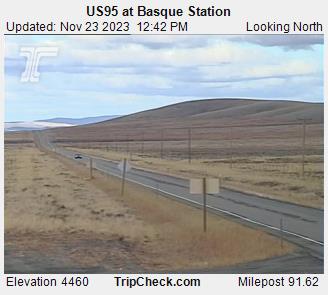 US95 at Basque Station
Updated: Nov 23 2023 12:42 PM Looking North
Elevation 4460 TripCheck.com Milepost 91.62